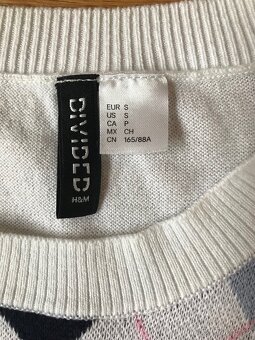 DIVIDED
H&M
EUR S
US S
CA P
MX CH
CN 165/88A